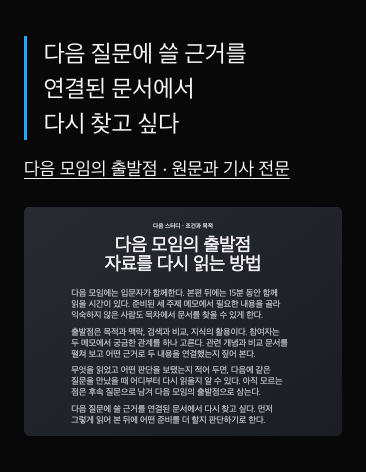 다음 질문에 쓸 근거를
연결된 문서에서
다시 찾고 싶다
다음 모임의 출발점 · 원문과 기사 전문
다음 스터디 · 조건과 목적
다음 모임의 출발점
자료를 다시 읽는 방법
다음 모임에는 입문자가 함께한다. 본편 뒤에는 15분 동안 함께
읽을 시간이 있다. 준비된 세 주제 메모에서 필요한 내용을 골라
익숙하지 않은 사람도 목차에서 문서를 찾을 수 있게 한다.
출발점은 목적과 맥락, 검색과 비교, 지식의 활용이다. 참여자는
두 메모에서 궁금한 관계를 하나 고른다. 관련 개념과 비교 문서를
펼쳐 보고 어떤 근거로 두 내용을 연결했는지 짚어 본다.
무엇을 읽었고 어떤 판단을 보탰는지 적어 두면, 다음에 같은
질문을 만났을 때 어디부터 다시 읽을지 알 수 있다. 아직 모르는
점은 후속 질문으로 남겨 다음 모임의 출발점으로 삼는다.
다음 질문에 쓸 근거를 연결된 문서에서 다시 찾고 싶다. 먼저
그렇게 읽어 본 뒤에 어떤 준비를 더 할지 판단하기로 한다.